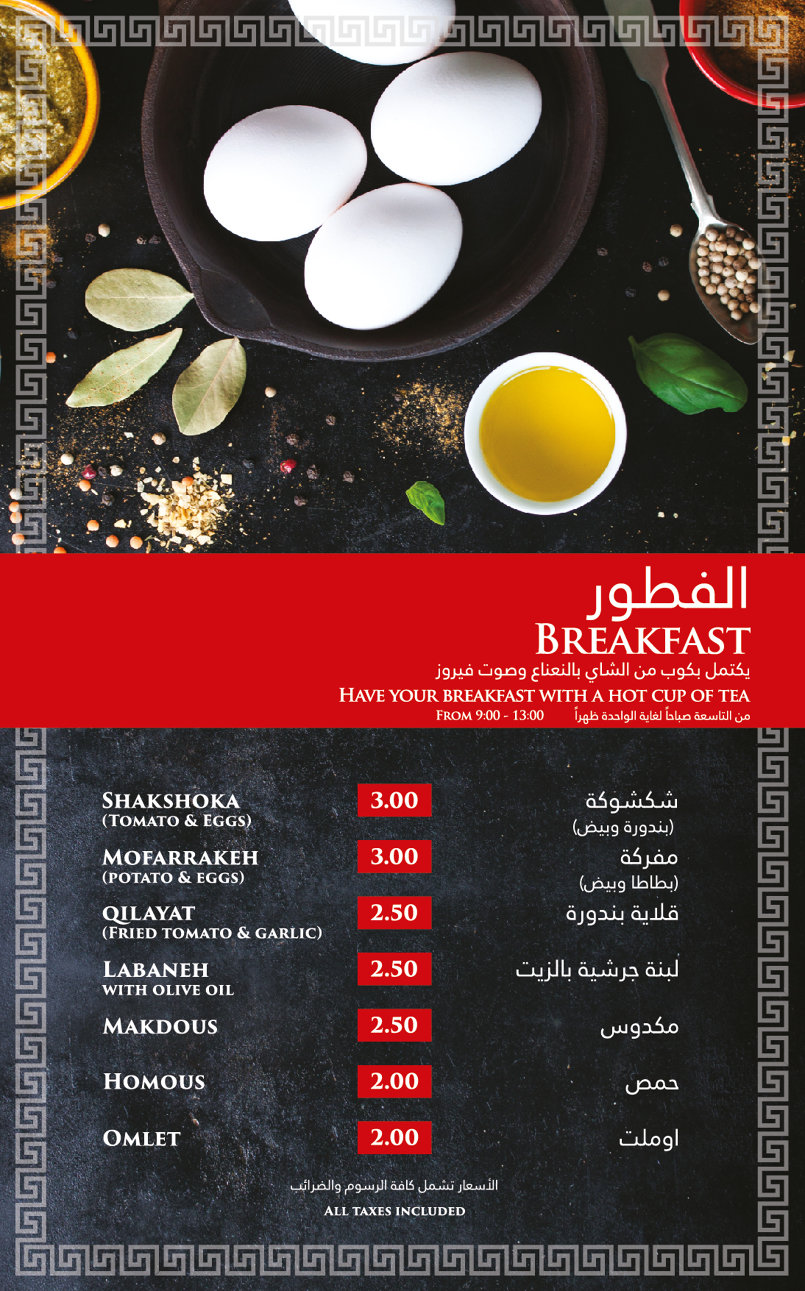 الفطور
BREAKFAST
يكتمل بكوب من الشاي بالنعناع وصوت فيروز
HAVE YOUR BREAKFAST WITH A HOT CUP OF TEA
FROM 9:00 - 13:00 من التاسعة صباحاً لغاية الواحدة ظهراً
SHAKSHOKA 3.00 شكشوكة
(TOMATO & EGGS) (بندورة وبيض)
MOFARRAKEH 3.00 مفركة
(POTATO & EGGS) (بطاطا وبيض)
QILAYAT 2.50 قلاية بندورة
(FRIED TOMATO & GARLIC)
LABANEH 2.50 لبنة جرشية بالزيت
WITH OLIVE OIL
MAKDOUS 2.50 مكدوس
HOMOUS 2.00 حمص
OMLET 2.00 اوملت
الأسعار تشمل كافة الرسوم والضرائب
ALL TAXES INCLUDED